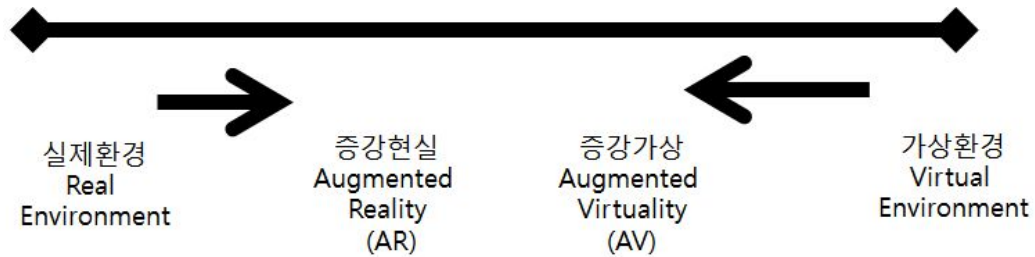 실제환경
Real
Environment
증강현실
Augmented
Reality
(AR)
증강가상
Augmented
Virtuality
(AV)
가상환경
Virtual
Environment